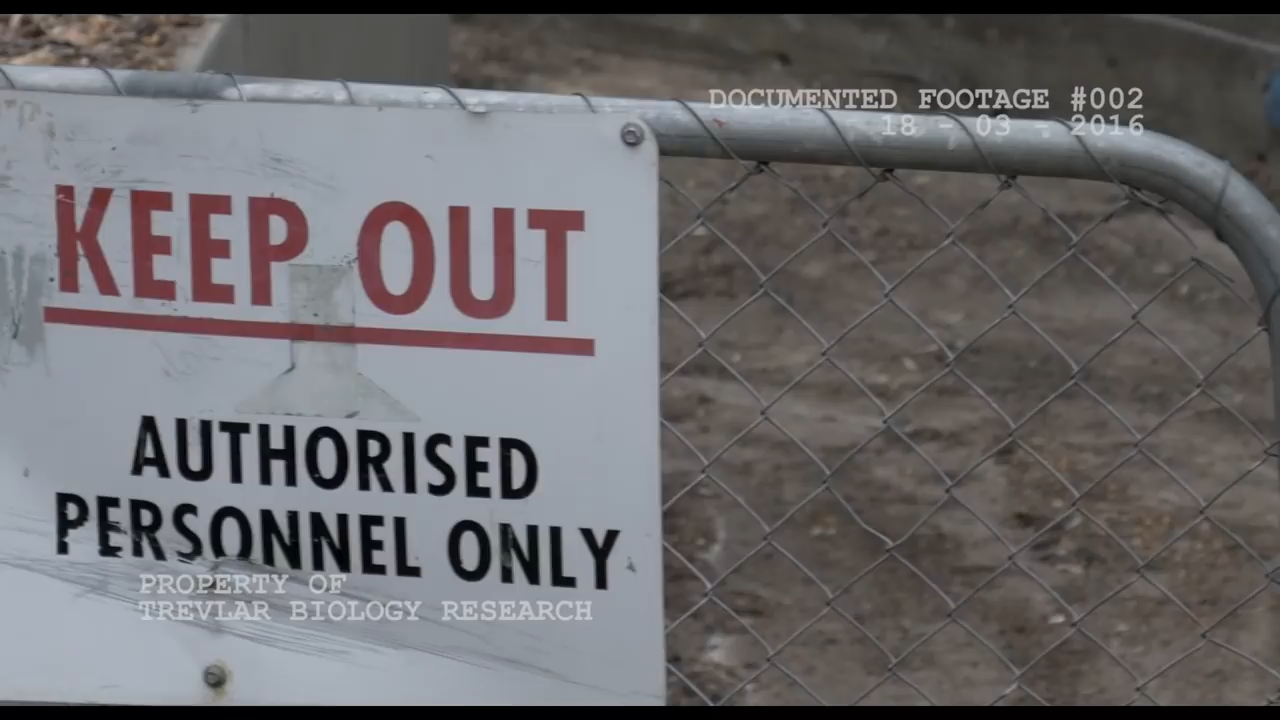 DOCUMENTED FOOTAGE #002
18 - 03 - 2016
KEEP OUT
AUTHORISED
PERSONNEL ONLY
PROPERTY OF
TREVLAR BIOLOGY RESEARCH